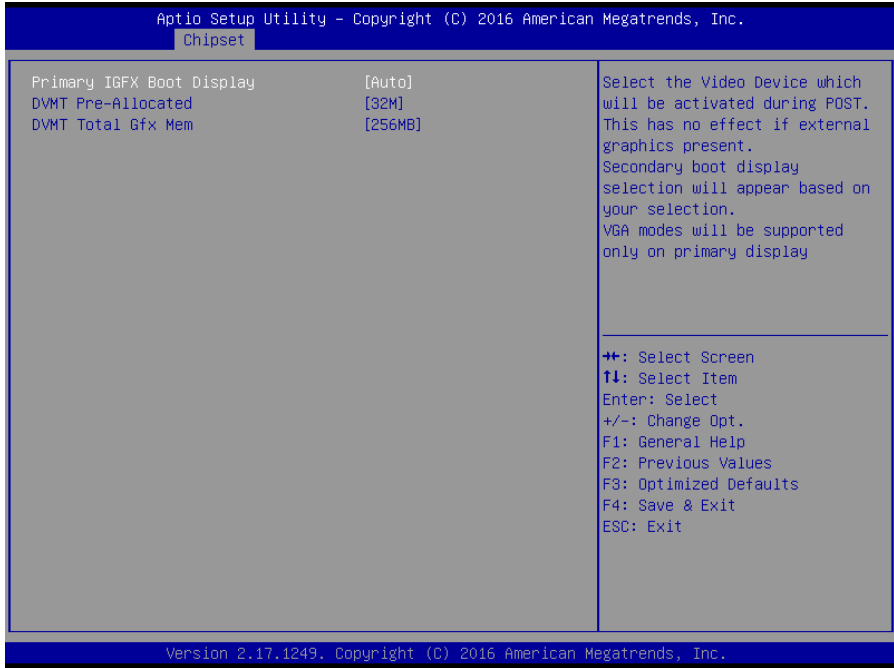 Aptio Setup Utility – Copyright (C) 2016 American Megatrends, Inc.
Chipset
Primary IGFX Boot Display [Auto]
DVMT Pre-Allocated [32M]
DVMT Total Gfx Mem [256MB]
Select the Video Device which
will be activated during POST.
This has no effect if external
graphics present.
Secondary boot display
selection will appear based on
your selection.
VGA modes will be supported
only on primary display
→←: Select Screen
↑↓: Select Item
Enter: Select
+/-: Change Opt.
F1: General Help
F2: Previous Values
F3: Optimized Defaults
F4: Save & Exit
ESC: Exit
Version 2.17.1249. Copyright (C) 2016 American Megatrends, Inc.